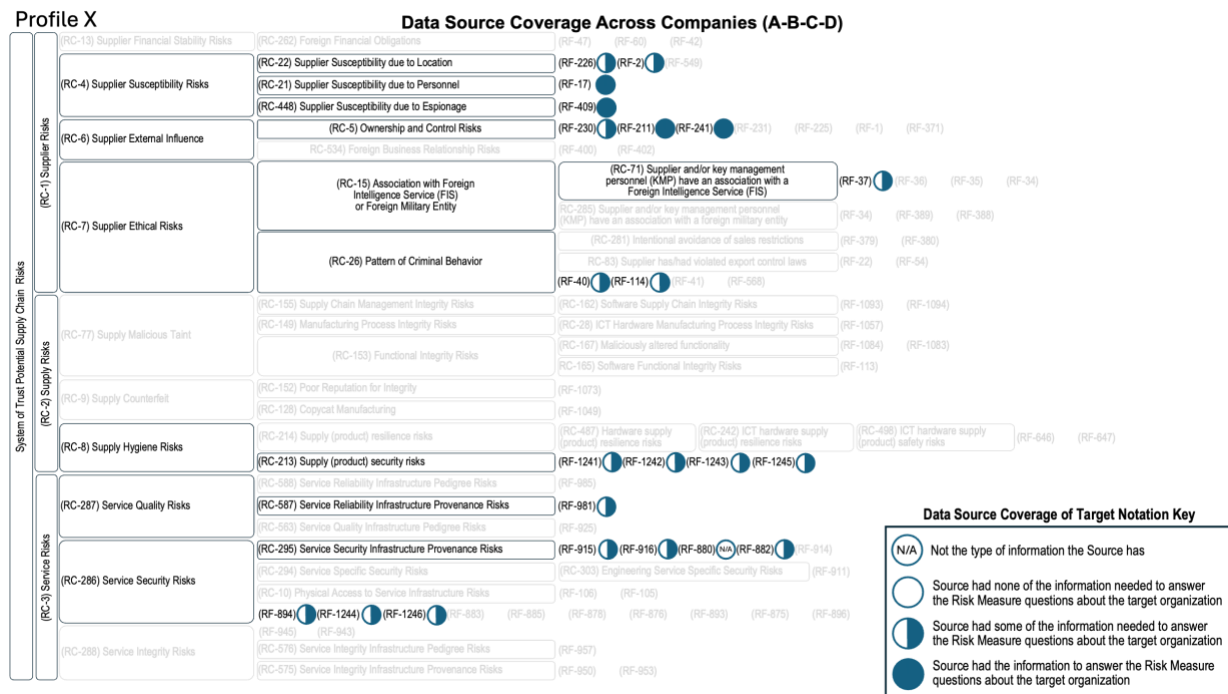 Profile X
Data Source Coverage Across Companies (A-B-C-D)
System of Trust Potential Supply Chain Risks
(RC-1) Supplier Risks
(RC-13) Supplier Financial Stability Risks
(RC-262) Foreign Financial Obligations
(RF-47) (RF-60) (RF-42)
(RC-4) Supplier Susceptibility Risks
(RC-22) Supplier Susceptibility due to Location
(RF-226) (RF-2) (RF-549)
(RC-21) Supplier Susceptibility due to Personnel
(RF-17)
(RC-448) Supplier Susceptibility due to Espionage
(RF-409)
(RC-6) Supplier External Influence
(RC-5) Ownership and Control Risks
(RF-230) (RF-211) (RF-241) (RF-231) (RF-225) (RF-1) (RF-371)
(RC-534) Foreign Business Relationship Risks
(RF-400) (RF-402)
(RC-7) Supplier Ethical Risks
(RC-15) Association with Foreign
Intelligence Service (FIS)
or Foreign Military Entity
(RC-71) Supplier and/or key management
personnel (KMP) have an association with a
Foreign Intelligence Service (FIS)
(RF-37) (RF-36) (RF-35) (RF-34)
(RC-285) Supplier and/or key management personnel
(KMP) have an association with a foreign military entity
(RF-34) (RF-389) (RF-388)
(RC-26) Pattern of Criminal Behavior
(RC-281) Intentional avoidance of sales restrictions
(RF-379) (RF-380)
(RC-83) Supplier has/had violated export control laws
(RF-22) (RF-54)
(RF-40) (RF-114) (RF-41) (RF-568)
(RC-2) Supply Risks
(RC-77) Supply Malicious Taint
(RC-155) Supply Chain Management Integrity Risks
(RC-162) Software Supply Chain Integrity Risks
(RF-1093) (RF-1094)
(RC-149) Manufacturing Process Integrity Risks
(RC-28) ICT Hardware Manufacturing Process Integrity Risks
(RF-1057)
(RC-153) Functional Integrity Risks
(RC-167) Maliciously altered functionality
(RF-1084) (RF-1083)
(RC-165) Software Functional Integrity Risks
(RF-113)
(RC-9) Supply Counterfeit
(RC-152) Poor Reputation for Integrity
(RF-1073)
(RC-128) Copycat Manufacturing
(RF-1049)
(RC-8) Supply Hygiene Risks
(RC-214) Supply (product) resilience risks
(RC-487) Hardware supply
(product) resilience risks
(RC-242) ICT hardware supply
(product) resilience risks
(RC-498) ICT hardware supply
(product) safety risks
(RF-646) (RF-647)
(RC-213) Supply (product) security risks
(RF-1241) (RF-1242) (RF-1243) (RF-1245)
(RC-3) Service Risks
(RC-287) Service Quality Risks
(RC-588) Service Reliability Infrastructure Pedigree Risks
(RF-985)
(RC-587) Service Reliability Infrastructure Provenance Risks
(RF-981)
(RC-563) Service Quality Infrastructure Pedigree Risks
(RF-925)
(RC-286) Service Security Risks
(RC-295) Service Security Infrastructure Provenance Risks
(RF-915) (RF-916) (RF-880) N/A (RF-882) (RF-914)
(RC-294) Service Specific Security Risks
(RC-303) Engineering Service Specific Security Risks
(RF-911)
(RC-10) Physical Access to Service Infrastructure Risks
(RF-106) (RF-105)
(RF-894) (RF-1244) (RF-1246) (RF-883) (RF-885) (RF-878) (RF-876) (RF-893) (RF-875) (RF-896)
(RC-288) Service Integrity Risks
(RF-945) (RF-943)
(RC-576) Service Integrity Infrastructure Pedigree Risks
(RF-957)
(RC-575) Service Integrity Infrastructure Provenance Risks
(RF-950) (RF-953)
Data Source Coverage of Target Notation Key
N/A Not the type of information the Source has
Source had none of the information needed to answer
the Risk Measure questions about the target organization
Source had some of the information needed to answer
the Risk Measure questions about the target organization
Source had the information to answer the Risk Measure
questions about the target organization